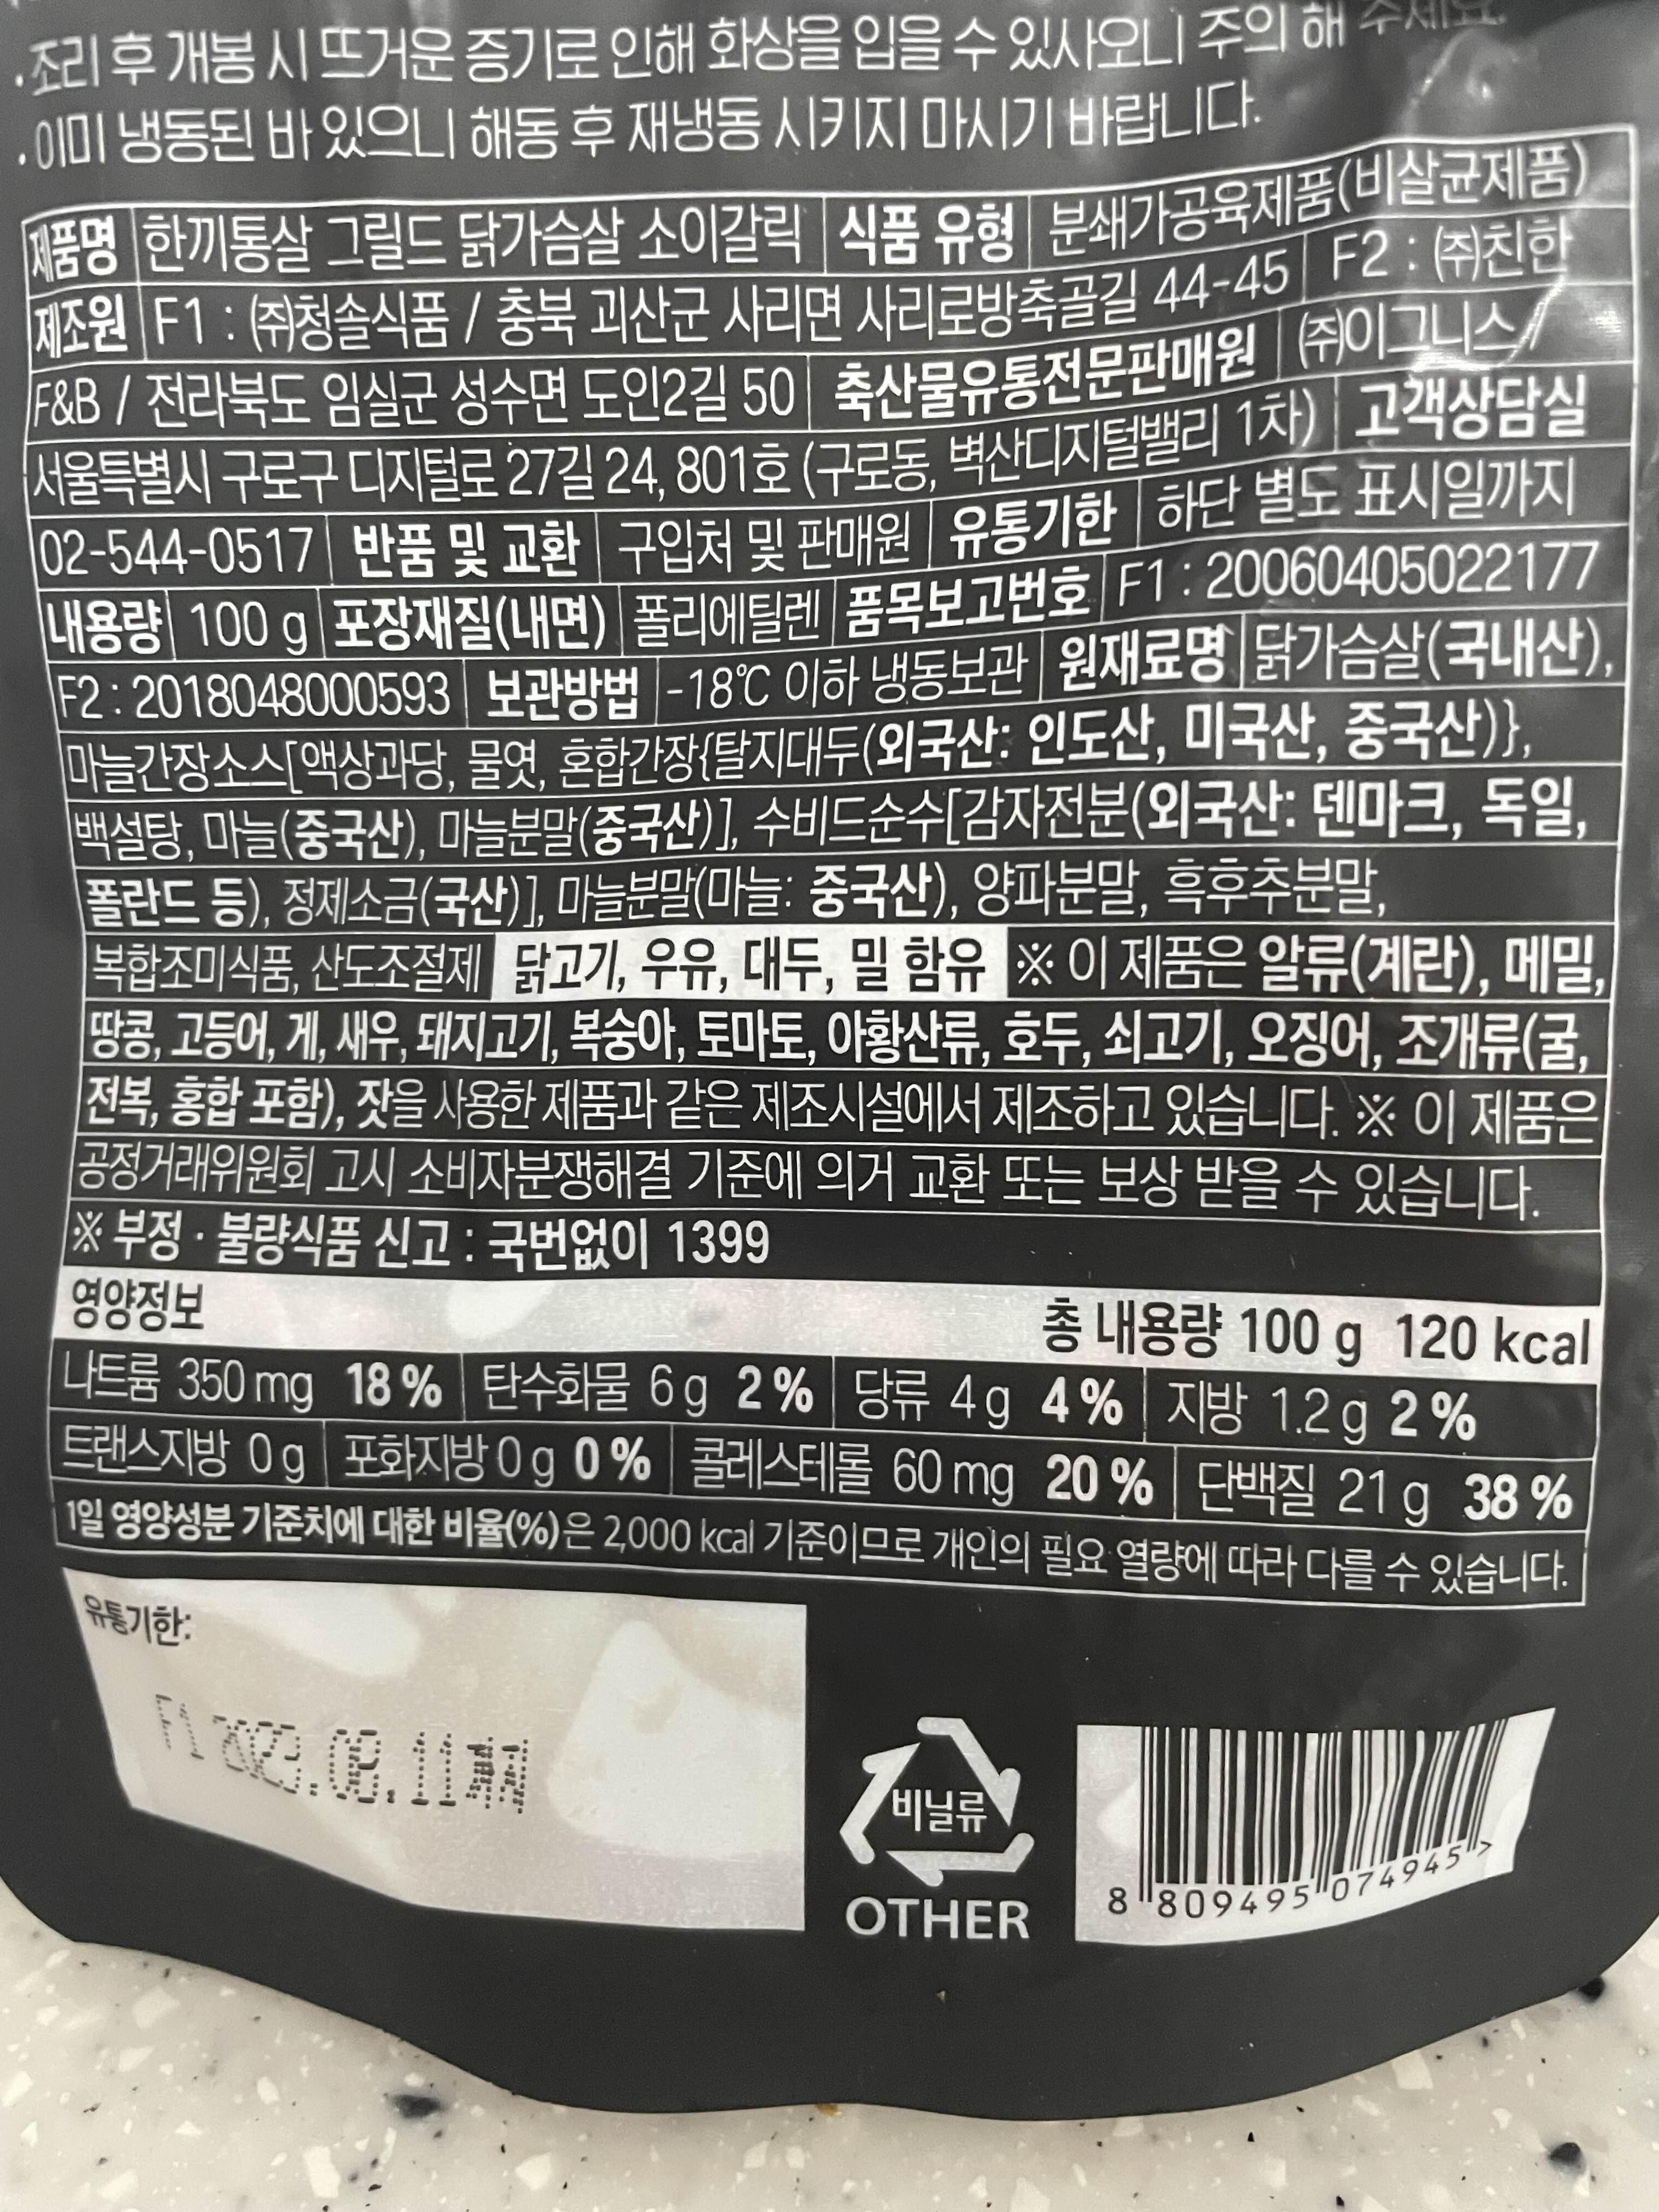 · 조리 후 개봉 시 뜨거운 증기로 인해 화상을 입을 수 있사오니 주의 해 주세요.
· 이미 냉동된 바 있으니 해동 후 재냉동 시키지 마시기 바랍니다.
제품명 한끼통살 그릴드 닭가슴살 소이갈릭 식품 유형 분쇄가공육제품(비살균제품)
제조원 F1 : ㈜청솔식품 / 충북 괴산군 사리면 사리로방축골길 44-45 F2 : ㈜친한
F&B / 전라북도 임실군 성수면 도인2길 50 축산물유통전문판매원 ㈜이그니스 /
서울특별시 구로구 디지털로 27길 24, 801호 (구로동, 벽산디지털밸리 1차) 고객상담실
02-544-0517 반품 및 교환 구입처 및 판매원 유통기한 하단 별도 표시일까지
내용량 100 g 포장재질(내면) 폴리에틸렌 품목보고번호 F1 : 20060405022177
F2 : 2018048000593 보관방법 -18℃ 이하 냉동보관 원재료명 닭가슴살(국내산),
마늘간장소스[액상과당, 물엿, 혼합간장{탈지대두(외국산: 인도산, 미국산, 중국산)},
백설탕, 마늘(중국산), 마늘분말(중국산)], 수비드순수[감자전분(외국산: 덴마크, 독일,
폴란드 등), 정제소금(국산)], 마늘분말(마늘: 중국산), 양파분말, 흑후추분말,
복합조미식품, 산도조절제 닭고기, 우유, 대두, 밀 함유 ※ 이 제품은 알류(계란), 메밀,
땅콩, 고등어, 게, 새우, 돼지고기, 복숭아, 토마토, 아황산류, 호두, 쇠고기, 오징어, 조개류(굴,
전복, 홍합 포함), 잣을 사용한 제품과 같은 제조시설에서 제조하고 있습니다. ※ 이 제품은
공정거래위원회 고시 소비자분쟁해결 기준에 의거 교환 또는 보상 받을 수 있습니다.
※ 부정 · 불량식품 신고 : 국번없이 1399
영양정보 총 내용량 100 g 120 kcal
나트륨 350 mg 18 % 탄수화물 6 g 2 % 당류 4 g 4 % 지방 1.2 g 2 %
트랜스지방 0 g 포화지방 0 g 0 % 콜레스테롤 60 mg 20 % 단백질 21 g 38 %
1일 영양성분 기준치에 대한 비율(%)은 2,000 kcal 기준이므로 개인의 필요 열량에 따라 다를 수 있습니다.
유통기한:
F1 2023.08.11까지
비닐류
OTHER
8 809495 074945 >